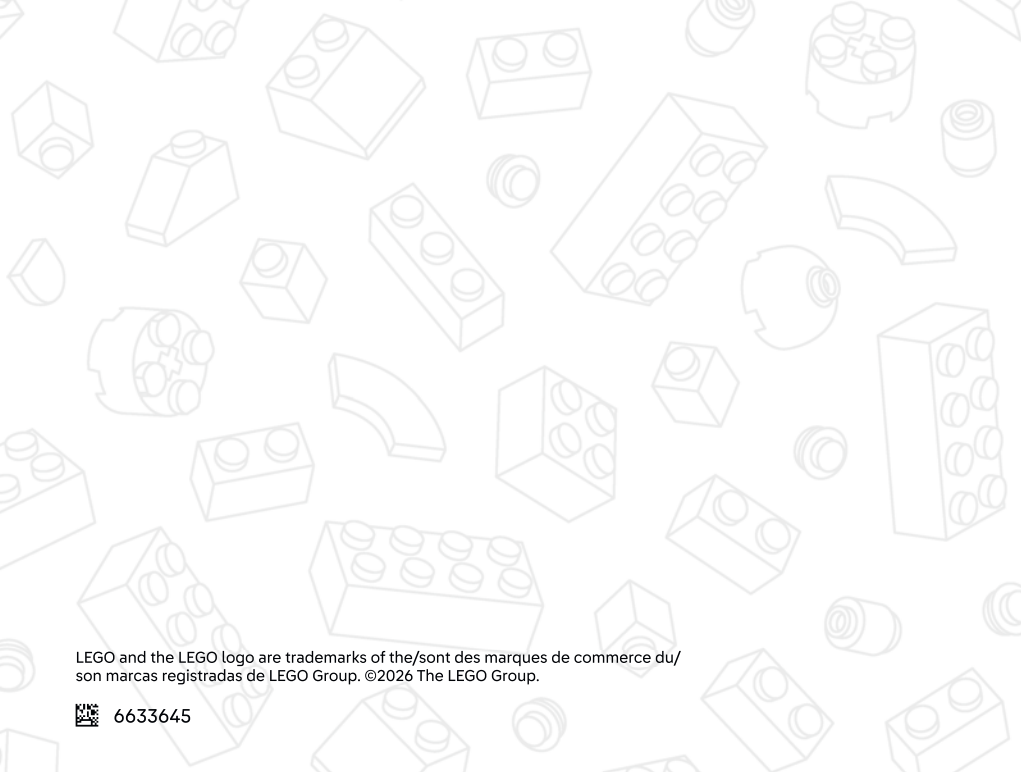 LEGO and the LEGO logo are trademarks of the/sont des marques de commerce du/
son marcas registradas de LEGO Group. ©2026 The LEGO Group.
6633645